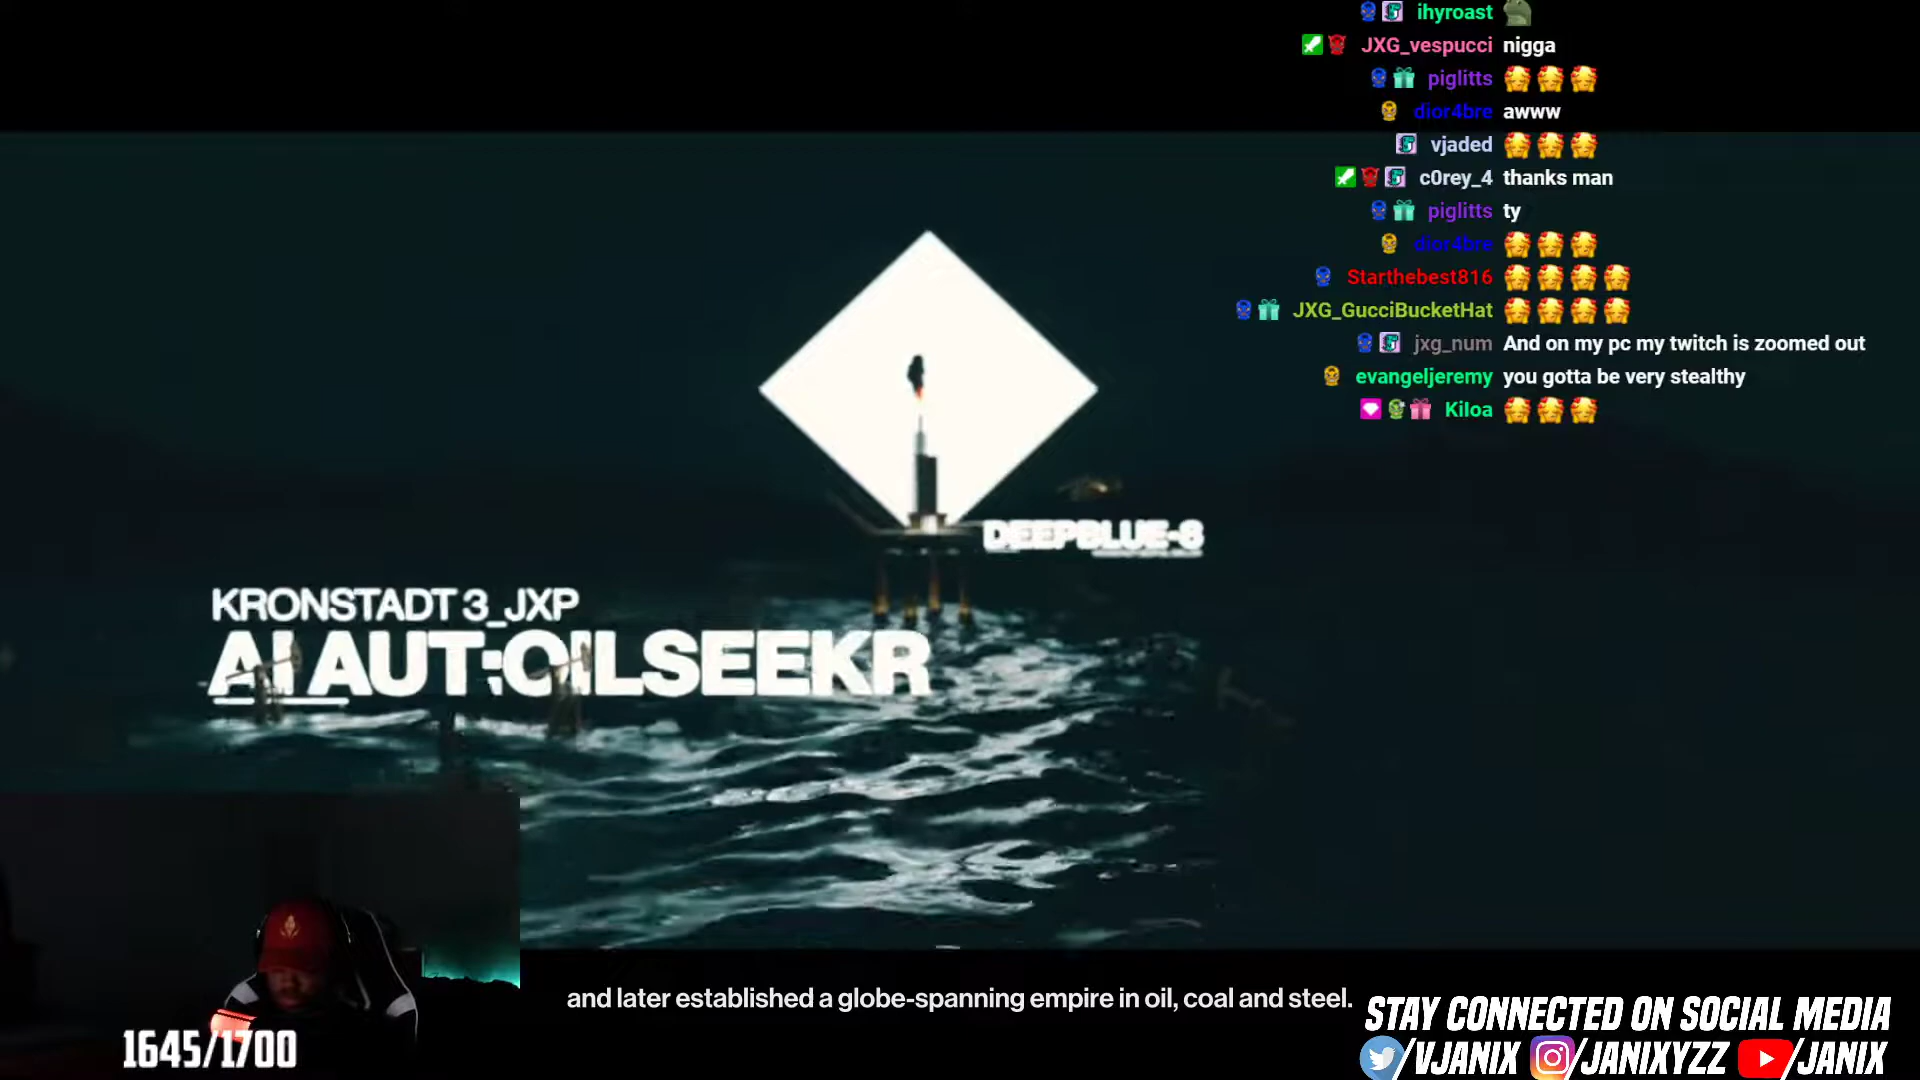 ihyroast
JXG_vespucci nigga
piglitts
dior4bre awww
vjaded
c0rey_4 thanks man
piglitts ty
dior4bre
Starthebest816
JXG_GucciBucketHat
jxg_num And on my pc my twitch is zoomed out
evangeljeremy you gotta be very stealthy
Kiloa
DEEPBLUE-8
KRONSTADT 3_JXP
AI AUT:OILSEEKR
and later established a globe-spanning empire in oil, coal and steel.
1645/1700
STAY CONNECTED ON SOCIAL MEDIA
/VJANIX /JANIXYZZ /JANIX